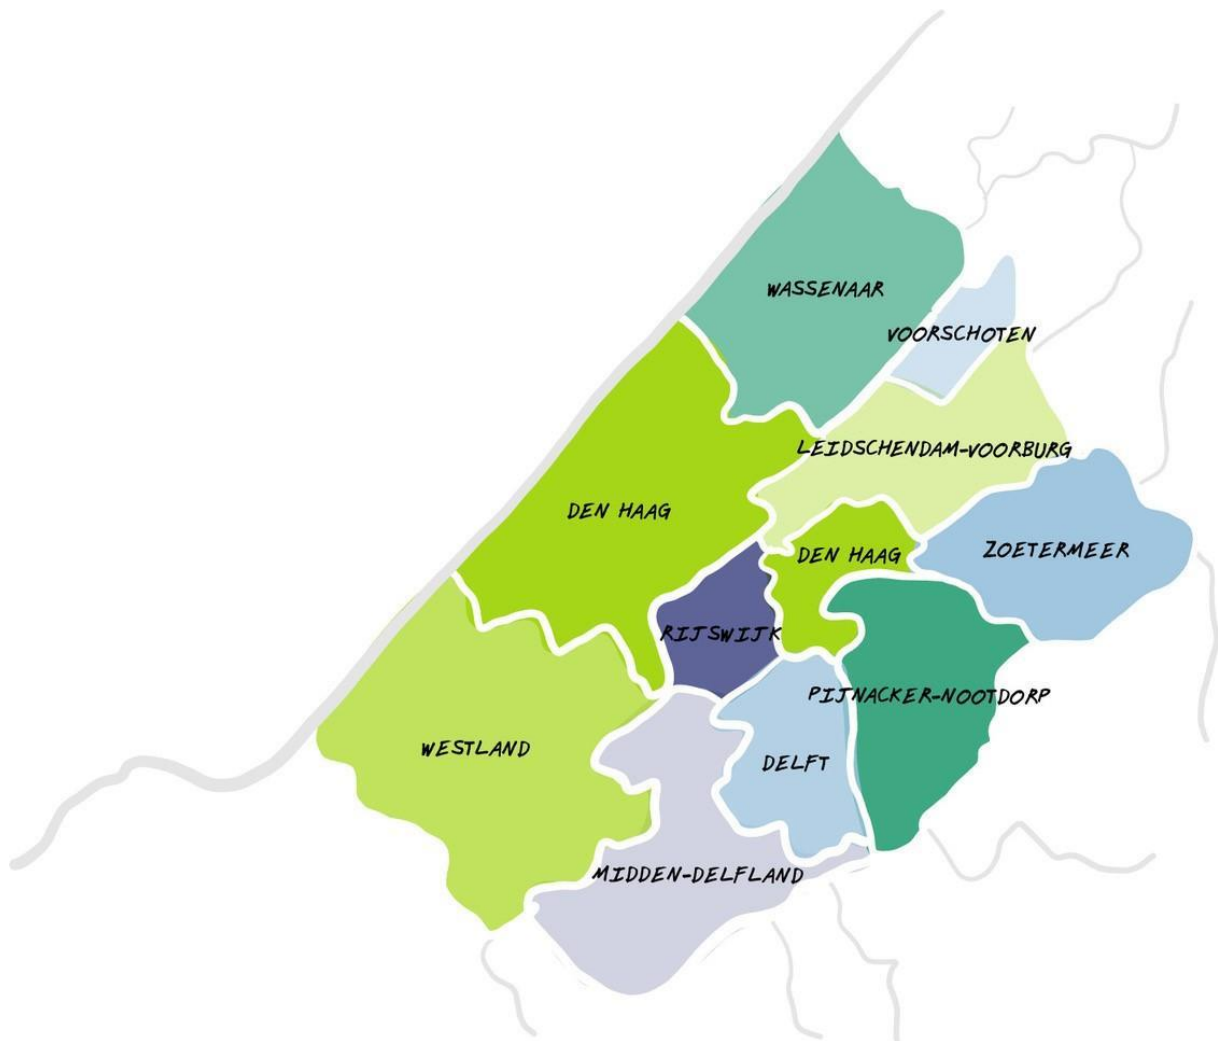 WASSENAAR
VOORSCHOTEN
LEIDSCHENDAM-VOORBURG
DEN HAAG
DEN HAAG
ZOETERMEER
RIJSWIJK
PIJNACKER-NOOTDORP
WESTLAND
DELFT
MIDDEN-DELFLAND